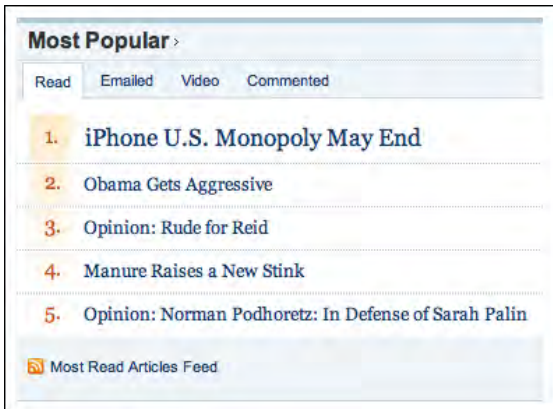 Most Popular ›
Read Emailed Video Commented
1. iPhone U.S. Monopoly May End
2. Obama Gets Aggressive
3. Opinion: Rude for Reid
4. Manure Raises a New Stink
5. Opinion: Norman Podhoretz: In Defense of Sarah Palin
Most Read Articles Feed